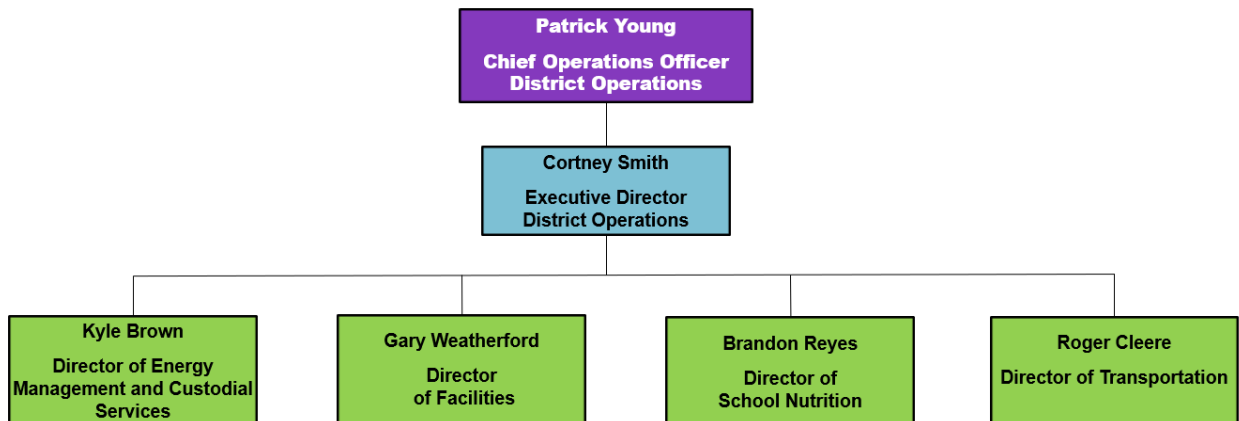 Patrick Young
Chief Operations Officer
District Operations
Cortney Smith
Executive Director
District Operations
Kyle Brown
Director of Energy
Management and Custodial
Services
Gary Weatherford
Director
of Facilities
Brandon Reyes
Director of
School Nutrition
Roger Cleere
Director of Transportation